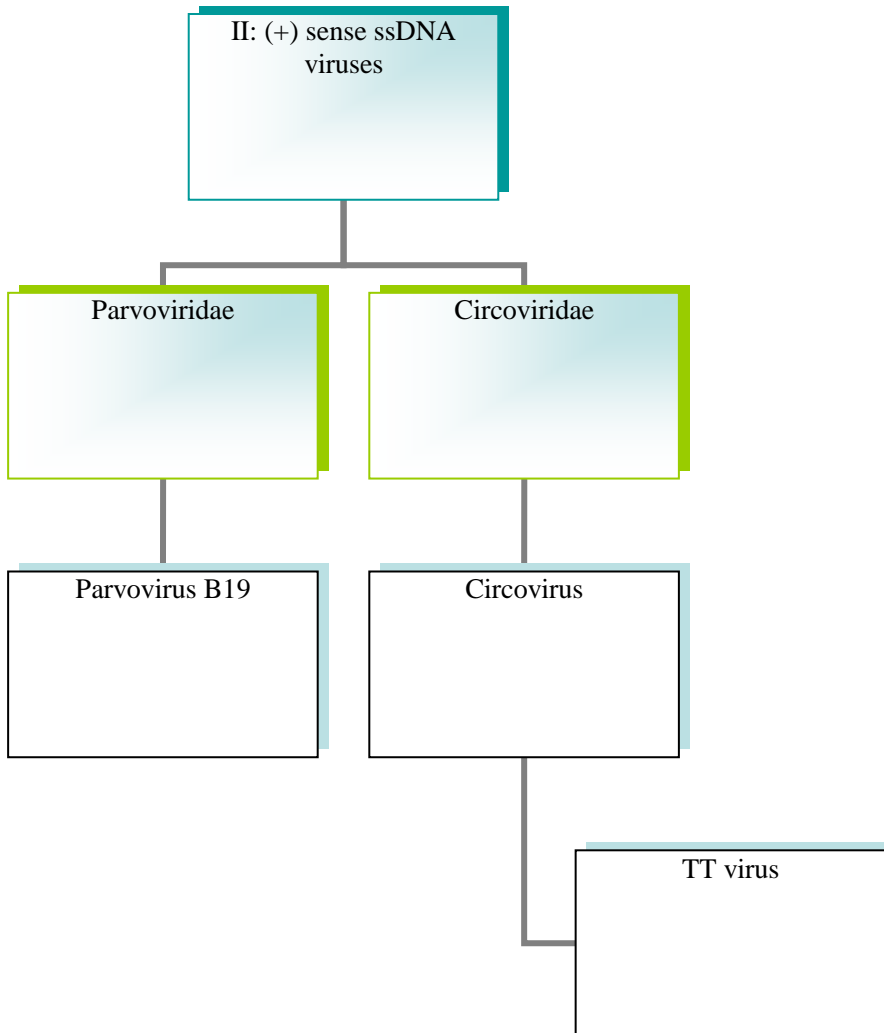 II: (+) sense ssDNA
viruses
Parvoviridae
Circoviridae
Parvovirus B19
Circovirus
TT virus